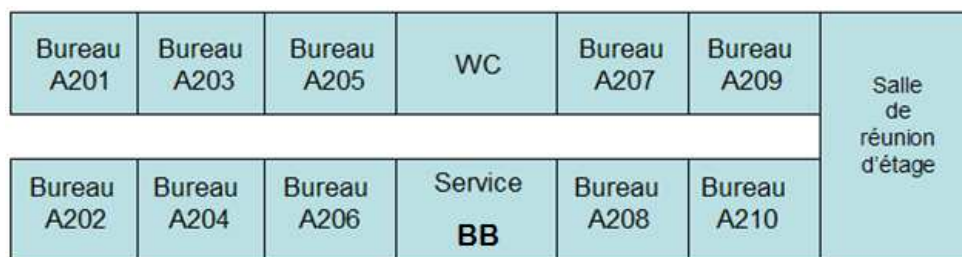 Bureau
A201
Bureau
A203
Bureau
A205
WC
Bureau
A207
Bureau
A209
Salle
de
réunion
d'étage
Bureau
A202
Bureau
A204
Bureau
A206
Service
BB
Bureau
A208
Bureau
A210